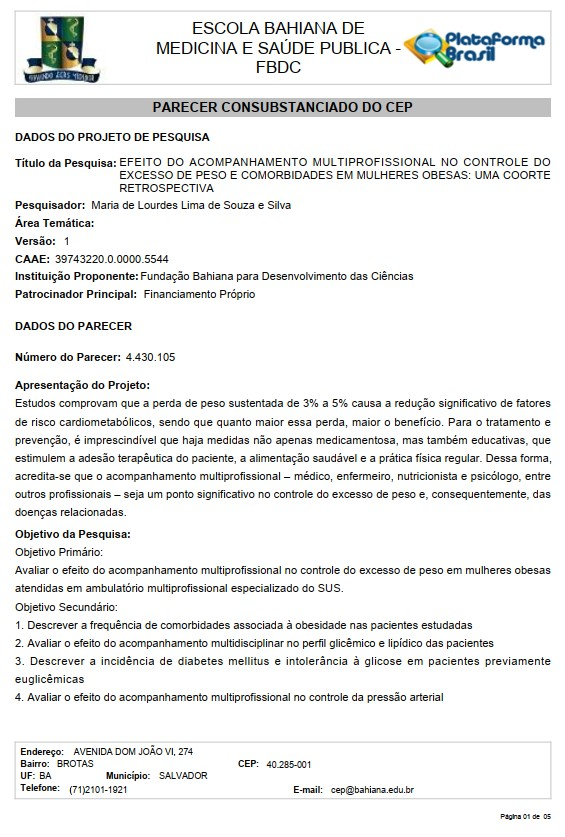 ESCOLA BAHIANA DE
MEDICINA E SAÚDE PUBLICA -
FBDC
Plataforma
Brasil
PARECER CONSUBSTANCIADO DO CEP
DADOS DO PROJETO DE PESQUISA
Título da Pesquisa: EFEITO DO ACOMPANHAMENTO MULTIPROFISSIONAL NO CONTROLE DO
EXCESSO DE PESO E COMORBIDADES EM MULHERES OBESAS: UMA COORTE
RETROSPECTIVA
Pesquisador: Maria de Lourdes Lima de Souza e Silva
Área Temática:
Versão: 1
CAAE: 39743220.0.0000.5544
Instituição Proponente: Fundação Bahiana para Desenvolvimento das Ciências
Patrocinador Principal: Financiamento Próprio
DADOS DO PARECER
Número do Parecer: 4.430.105
Apresentação do Projeto:
Estudos comprovam que a perda de peso sustentada de 3% a 5% causa a redução significativo de fatores
de risco cardiometabólicos, sendo que quanto maior essa perda, maior o benefício. Para o tratamento e
prevenção, é imprescindível que haja medidas não apenas medicamentosa, mas também educativas, que
estimulem a adesão terapêutica do paciente, a alimentação saudável e a prática física regular. Dessa forma,
acredita-se que o acompanhamento multiprofissional – médico, enfermeiro, nutricionista e psicólogo, entre
outros profissionais – seja um ponto significativo no controle do excesso de peso e, consequentemente, das
doenças relacionadas.
Objetivo da Pesquisa:
Objetivo Primário:
Avaliar o efeito do acompanhamento multiprofissional no controle do excesso de peso em mulheres obesas
atendidas em ambulatório multiprofissional especializado do SUS.
Objetivo Secundário:
1. Descrever a frequência de comorbidades associada à obesidade nas pacientes estudadas
2. Avaliar o efeito do acompanhamento multidisciplinar no perfil glicêmico e lipídico das pacientes
3. Descrever a incidência de diabetes mellitus e intolerância à glicose em pacientes previamente
euglicêmicas
4. Avaliar o efeito do acompanhamento multiprofissional no controle da pressão arterial
Endereço: AVENIDA DOM JOÃO VI, 274
Bairro: BROTAS CEP: 40.285-001
UF: BA Município: SALVADOR
Telefone: (71)2101-1921 E-mail: cep@bahiana.edu.br
Página 01 de 05